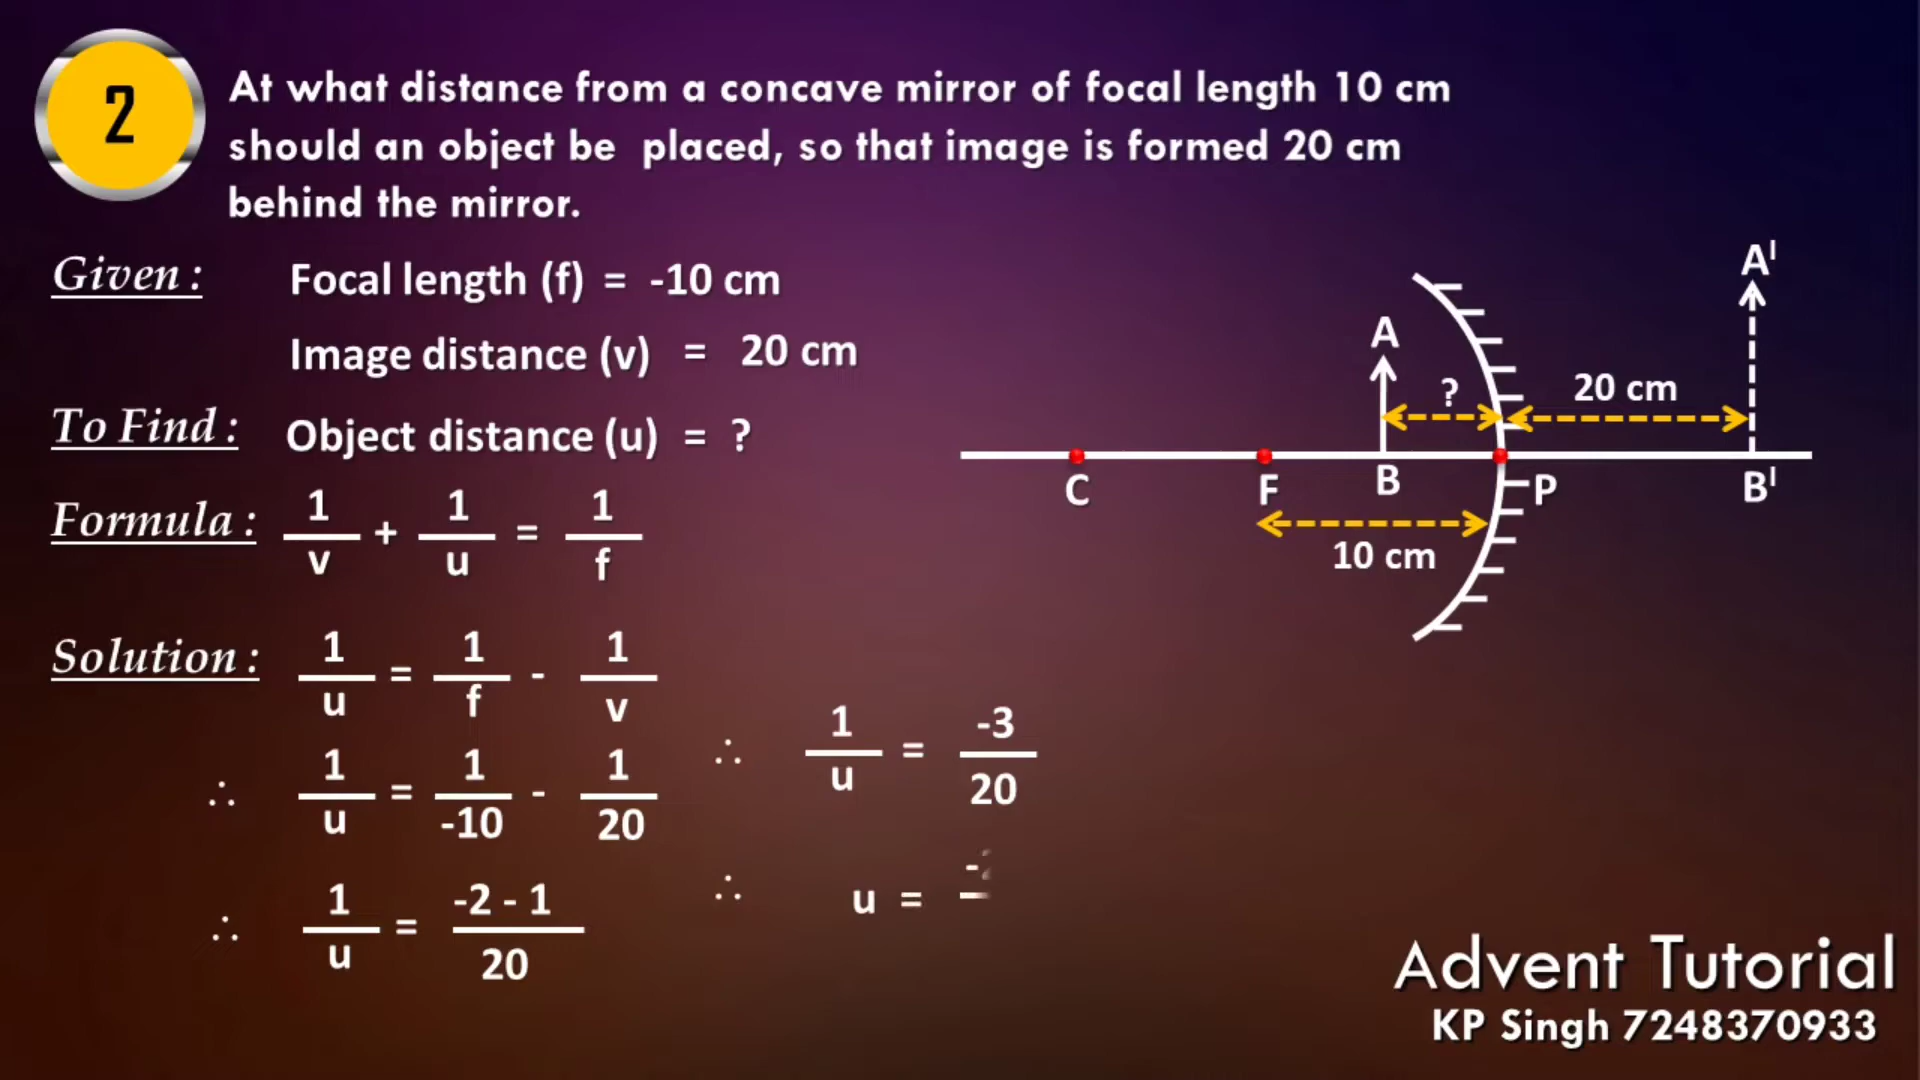 2
At what distance from a concave mirror of focal length 10 cm
should an object be placed, so that image is formed 20 cm
behind the mirror.
Given : Focal length (f) = -10 cm
Image distance (v) = 20 cm
To Find : Object distance (u) = ?
Formula : 1/v + 1/u = 1/f
Solution : 1/u = 1/f - 1/v
∴ 1/u = 1/-10 - 1/20
∴ 1/u = -2 - 1/20
∴ 1/u = -3/20
∴ u = -
A
A'
?
20 cm
C
F
B
P
B'
10 cm
Advent Tutorial
KP Singh 7248370933